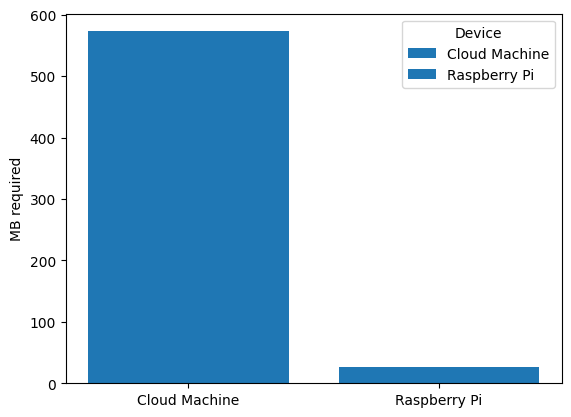 600
500
400
300
200
100
0
MB required
Device
Cloud Machine
Raspberry Pi
Cloud Machine
Raspberry Pi